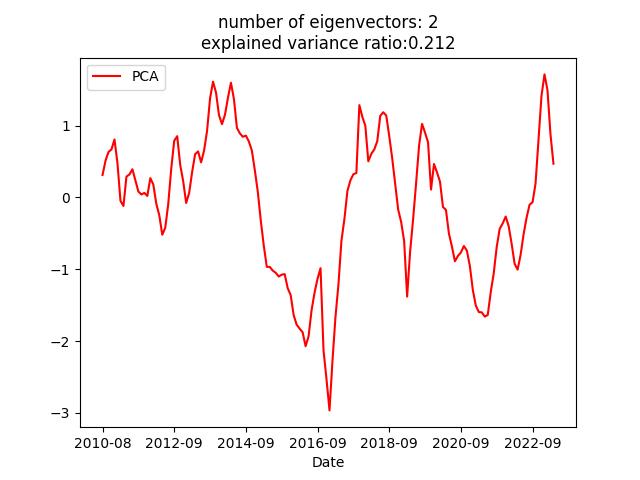 number of eigenvectors: 2
explained variance ratio:0.212
PCA
1
0
−1
−2
−3
2010-08 2012-09 2014-09 2016-09 2018-09 2020-09 2022-09
Date